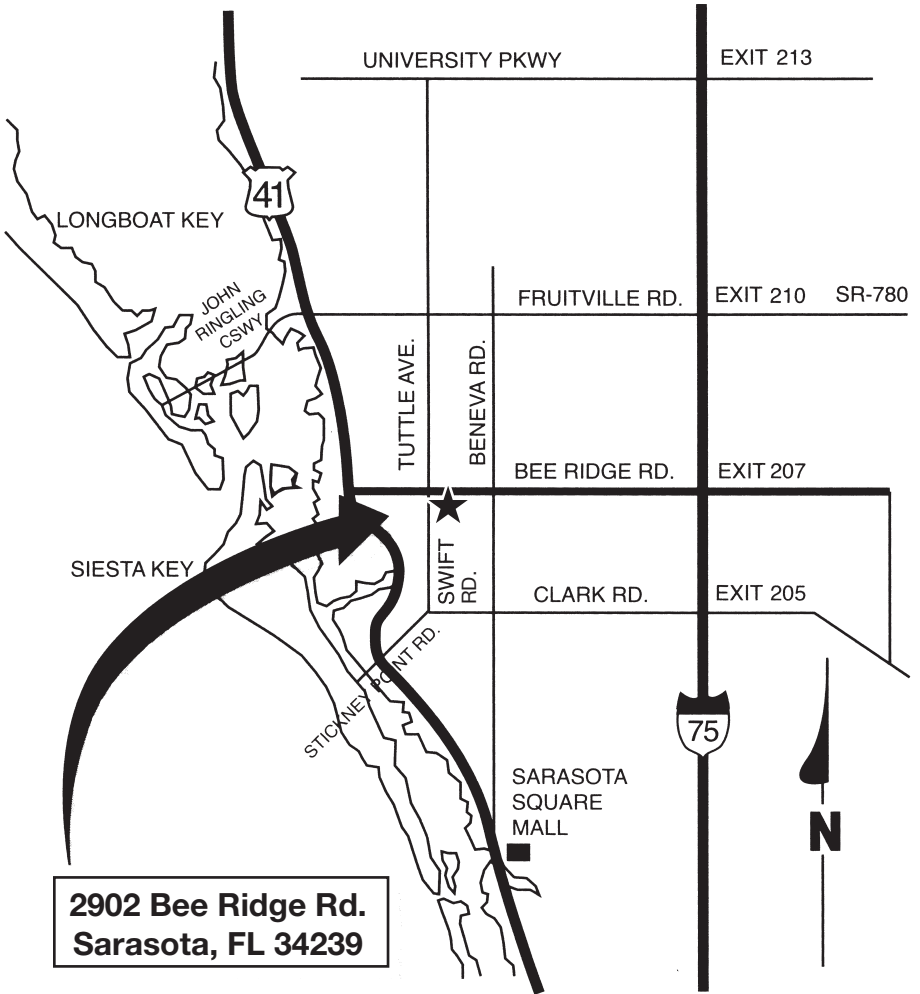 UNIVERSITY PKWY
EXIT 213
41
LONGBOAT KEY
JOHN
RINGLING
CSWY
FRUITVILLE RD.
EXIT 210
SR-780
TUTTLE AVE.
BENEVA RD.
BEE RIDGE RD.
EXIT 207
SIESTA KEY
SWIFT
RD.
CLARK RD.
EXIT 205
STICKNEY POINT RD.
75
SARASOTA
SQUARE
MALL
N
2902 Bee Ridge Rd.
Sarasota, FL 34239